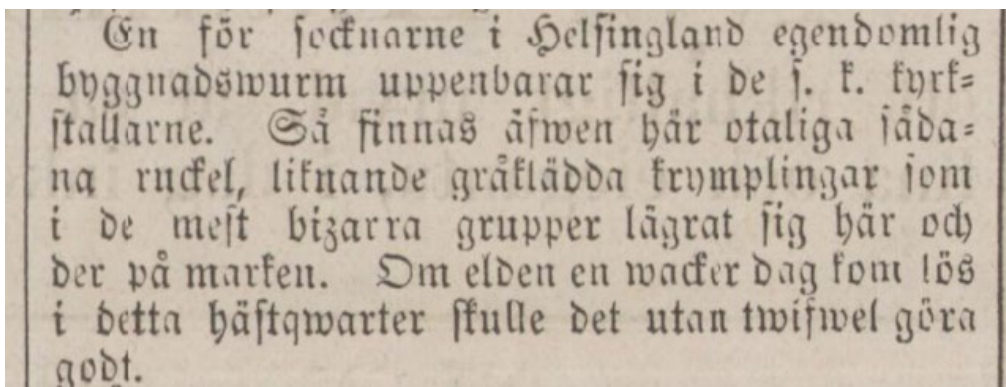 En för socknarne i Helsingland egendomlig
byggnadswurm uppenbarar sig i de s. k. kyrk-
stallarne. Så finnas äfwen här otaliga såda-
na ruckel, liknande gråklädda krymplingar som
i de mest bizarra grupper lägrat sig här och
der på marken. Om elden en wacker dag kom lös
i detta hästqwarter skulle det utan twifwel göra
godt.